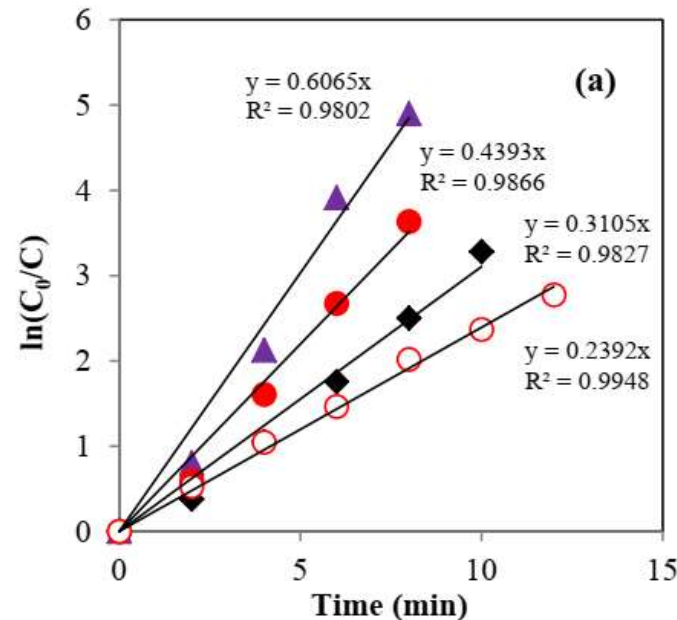 6
5
4
3
2
1
0
ln(C₀/C)
(a)
y = 0.6065x
R² = 0.9802
y = 0.4393x
R² = 0.9866
y = 0.3105x
R² = 0.9827
y = 0.2392x
R² = 0.9948
0 5 10 15
Time (min)